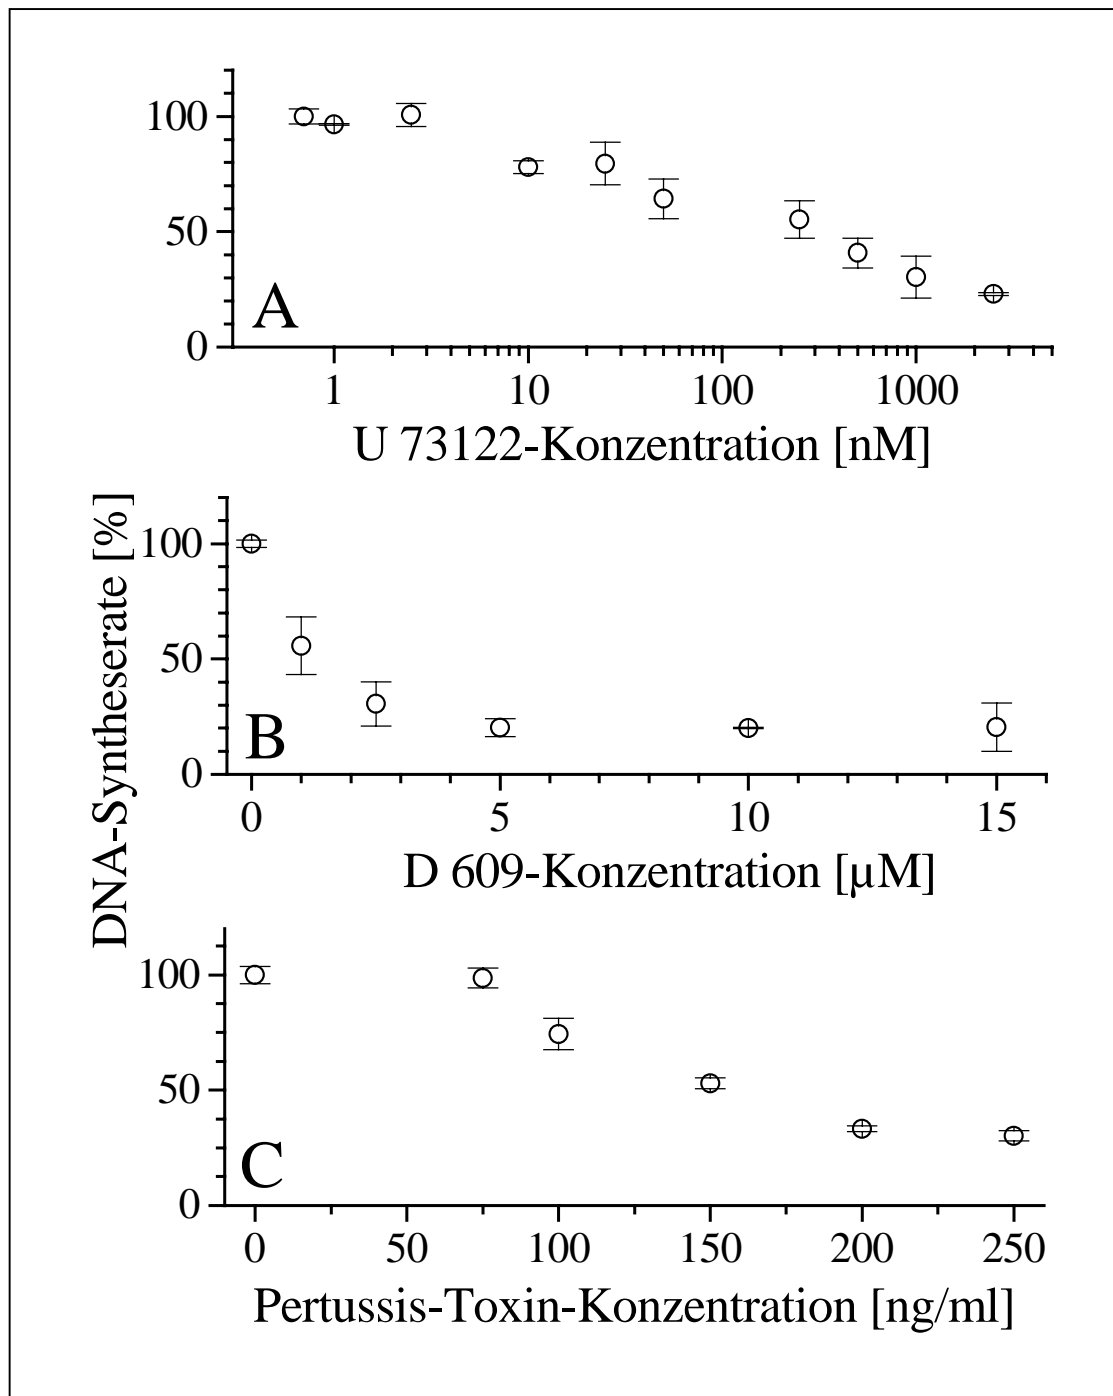 DNA-Syntheserate [%]
100
50
0
A
1 10 100 1000
U 73122-Konzentration [nM]
100
50
0
B
0 5 10 15
D 609-Konzentration [µM]
100
50
0
C
0 50 100 150 200 250
Pertussis-Toxin-Konzentration [ng/ml]